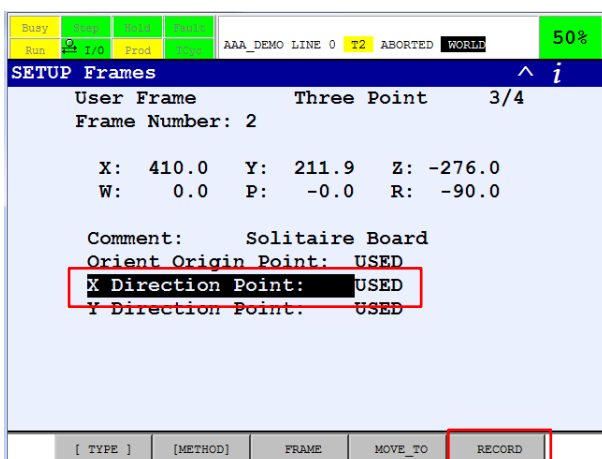 Busy Step Hold Fault
Run I/O Prod TCyc
AAA_DEMO LINE 0 T2 ABORTED WORLD
50%
SETUP Frames
i
User Frame Three Point 3/4
Frame Number: 2
X: 410.0 Y: 211.9 Z: -276.0
W: 0.0 P: -0.0 R: -90.0
Comment: Solitaire Board
Orient Origin Point: USED
X Direction Point: USED
Y Direction Point: USED
[ TYPE ] [METHOD] FRAME MOVE_TO RECORD